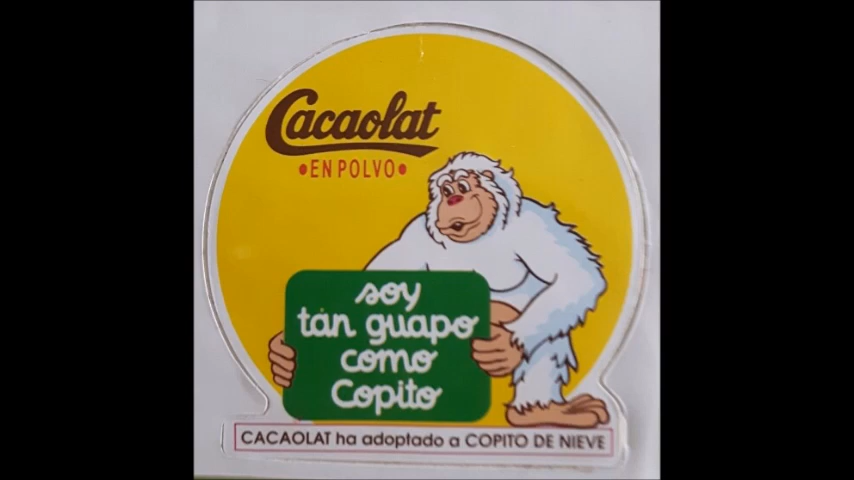 Cacaolat
•EN POLVO•
soy
tán guapo
como
Copito
CACAOLAT ha adoptado a COPITO DE NIEVE